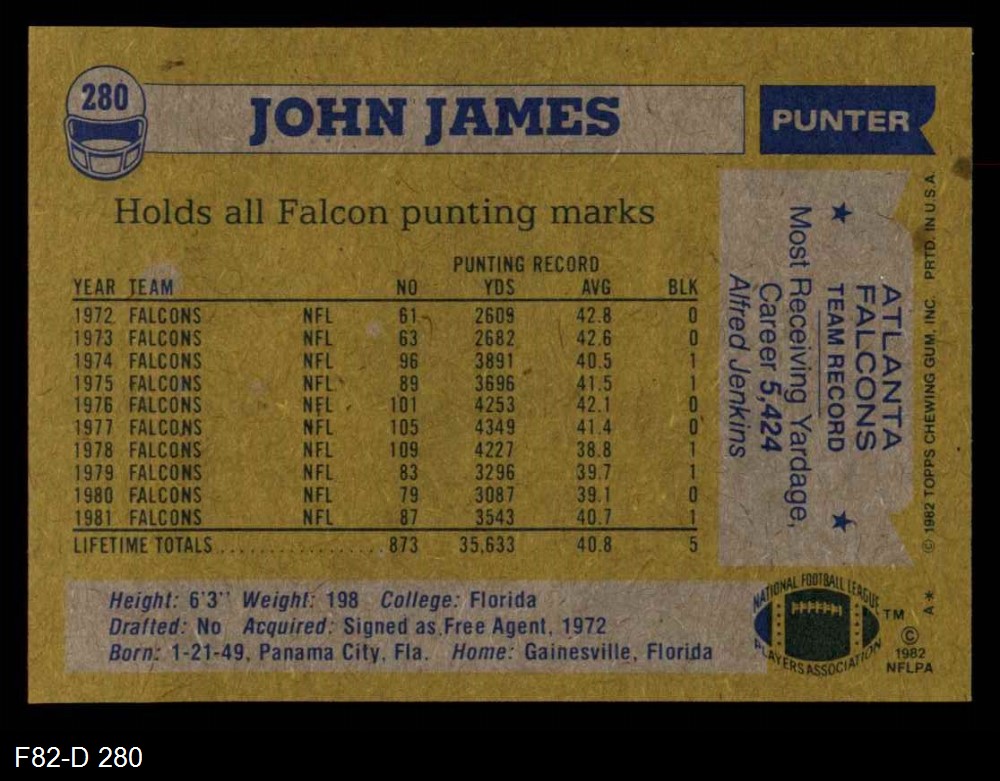 280
JOHN JAMES
PUNTER
Holds all Falcon punting marks
PUNTING RECORD
YEAR TEAM NO YDS AVG BLK
1972 FALCONS NFL 61 2609 42.8 0
1973 FALCONS NFL 63 2682 42.6 0
1974 FALCONS NFL 96 3891 40.5 1
1975 FALCONS NFL 89 3696 41.5 1
1976 FALCONS NFL 101 4253 42.1 0
1977 FALCONS NFL 105 4349 41.4 0
1978 FALCONS NFL 109 4227 38.8 1
1979 FALCONS NFL 83 3296 39.7 1
1980 FALCONS NFL 79 3087 39.1 0
1981 FALCONS NFL 87 3543 40.7 1
LIFETIME TOTALS................873 35,633 40.8 5
Height: 6'3" Weight: 198 College: Florida
Drafted: No Acquired: Signed as Free Agent, 1972
Born: 1-21-49, Panama City, Fla. Home: Gainesville, Florida
ATLANTA
FALCONS
★ TEAM RECORD ★
Most Receiving Yardage,
Career 5,424
Alfred Jenkins
© 1982 TOPPS CHEWING GUM, INC. PRTD. IN U.S.A.
A*
NATIONAL FOOTBALL LEAGUE
PLAYERS ASSOCIATION
TM
©
1982
NFLPA
F82-D 280